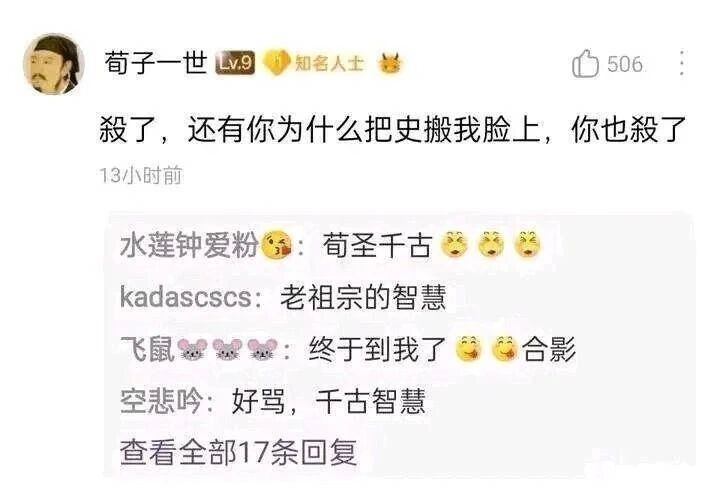 荀子一世 Lv.9 知名人士 506
殺了，还有你为什么把史搬我脸上，你也殺了
13小时前
水莲钟爱粉😘：荀圣千古
kadascscs：老祖宗的智慧
飞鼠🐭🐭🐭：终于到我了😋😋合影
空悲吟：好骂，千古智慧
查看全部17条回复